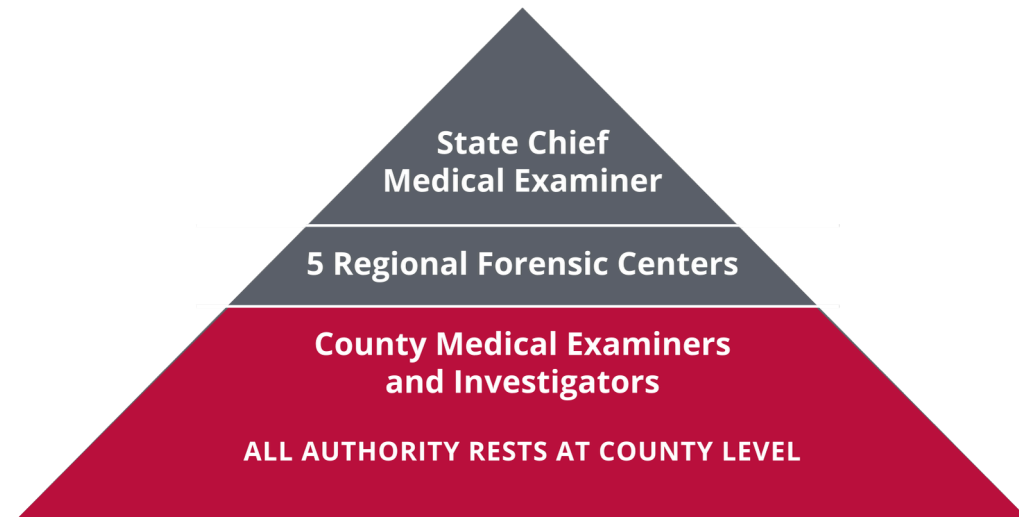 State Chief
Medical Examiner
5 Regional Forensic Centers
County Medical Examiners
and Investigators
ALL AUTHORITY RESTS AT COUNTY LEVEL